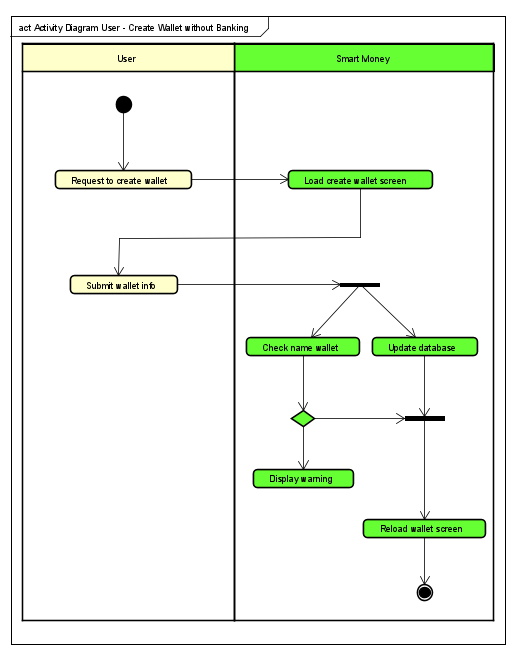 act Activity Diagram User - Create Wallet without Banking
User
Smart Money
Request to create wallet
Load create wallet screen
Submit wallet info
Check name wallet
Update database
Display warning
Reload wallet screen